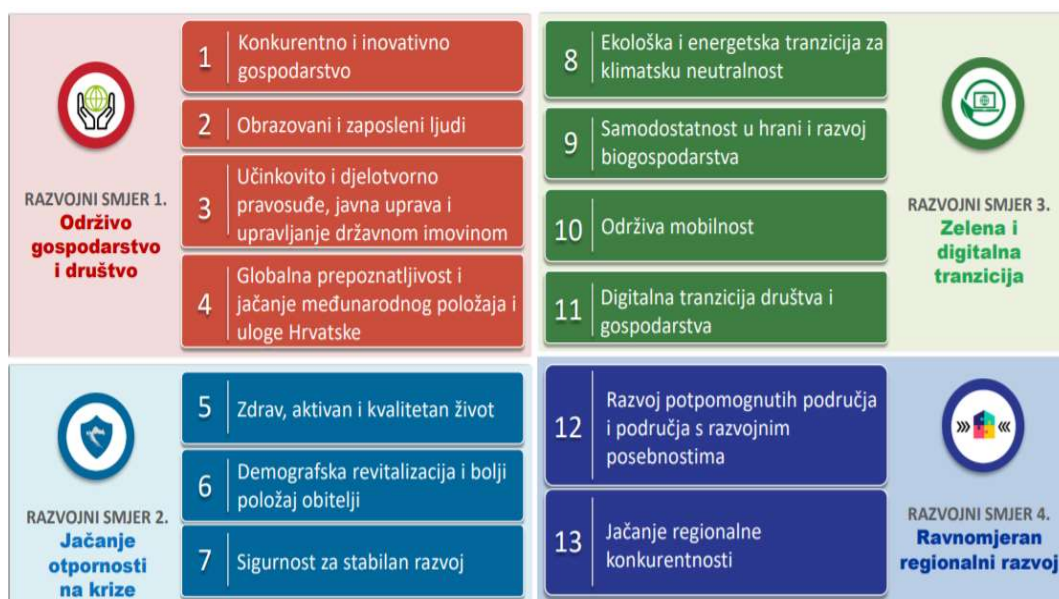 RAZVOJNI SMJER 1.
Održivo
gospodarstvo
i društvo
1
Konkurentno i inovativno
gospodarstvo
2
Obrazovani i zaposleni ljudi
3
Učinkovito i djelotvorno
pravosuđe, javna uprava i
upravljanje državnom imovinom
4
Globalna prepoznatljivost i
jačanje međunarodnog položaja i
uloge Hrvatske
8
Ekološka i energetska tranzicija za
klimatsku neutralnost
9
Samodostatnost u hrani i razvoj
biogospodarstva
10
Održiva mobilnost
11
Digitalna tranzicija društva i
gospodarstva
RAZVOJNI SMJER 3.
Zelena i
digitalna
tranzicija
RAZVOJNI SMJER 2.
Jačanje
otpornosti
na krize
5
Zdrav, aktivan i kvalitetan život
6
Demografska revitalizacija i bolji
položaj obitelji
7
Sigurnost za stabilan razvoj
12
Razvoj potpomognutih područja
i područja s razvojnim
posebnostima
13
Jačanje regionalne
konkurentnosti
RAZVOJNI SMJER 4.
Ravnomjeran
regionalni razvoj